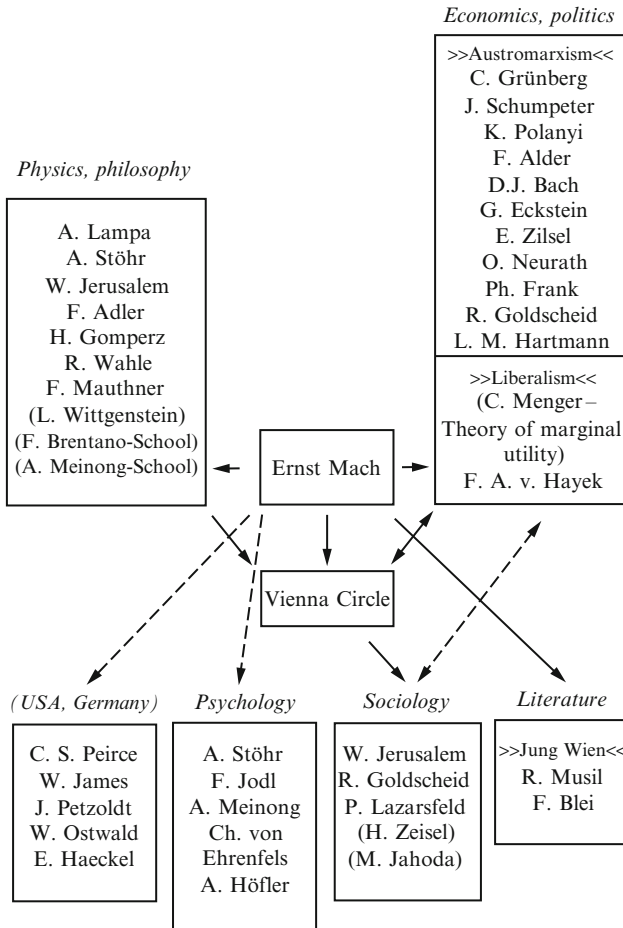 Economics, politics
>>Austromarxism<<
C. Grünberg
J. Schumpeter
K. Polanyi
F. Alder
D.J. Bach
G. Eckstein
E. Zilsel
O. Neurath
Ph. Frank
R. Goldscheid
L. M. Hartmann
>>Liberalism<<
(C. Menger–
Theory of marginal
utility)
F. A. v. Hayek
Physics, philosophy
A. Lampa
A. Stöhr
W. Jerusalem
F. Adler
H. Gomperz
R. Wahle
F. Mauthner
(L. Wittgenstein)
(F. Brentano-School)
(A. Meinong-School)
Ernst Mach
Vienna Circle
(USA, Germany)
C. S. Peirce
W. James
J. Petzoldt
W. Ostwald
E. Haeckel
Psychology
A. Stöhr
F. Jodl
A. Meinong
Ch. von
Ehrenfels
A. Höfler
Sociology
W. Jerusalem
R. Goldscheid
P. Lazarsfeld
(H. Zeisel)
(M. Jahoda)
Literature
>>Jung Wien<<
R. Musil
F. Blei